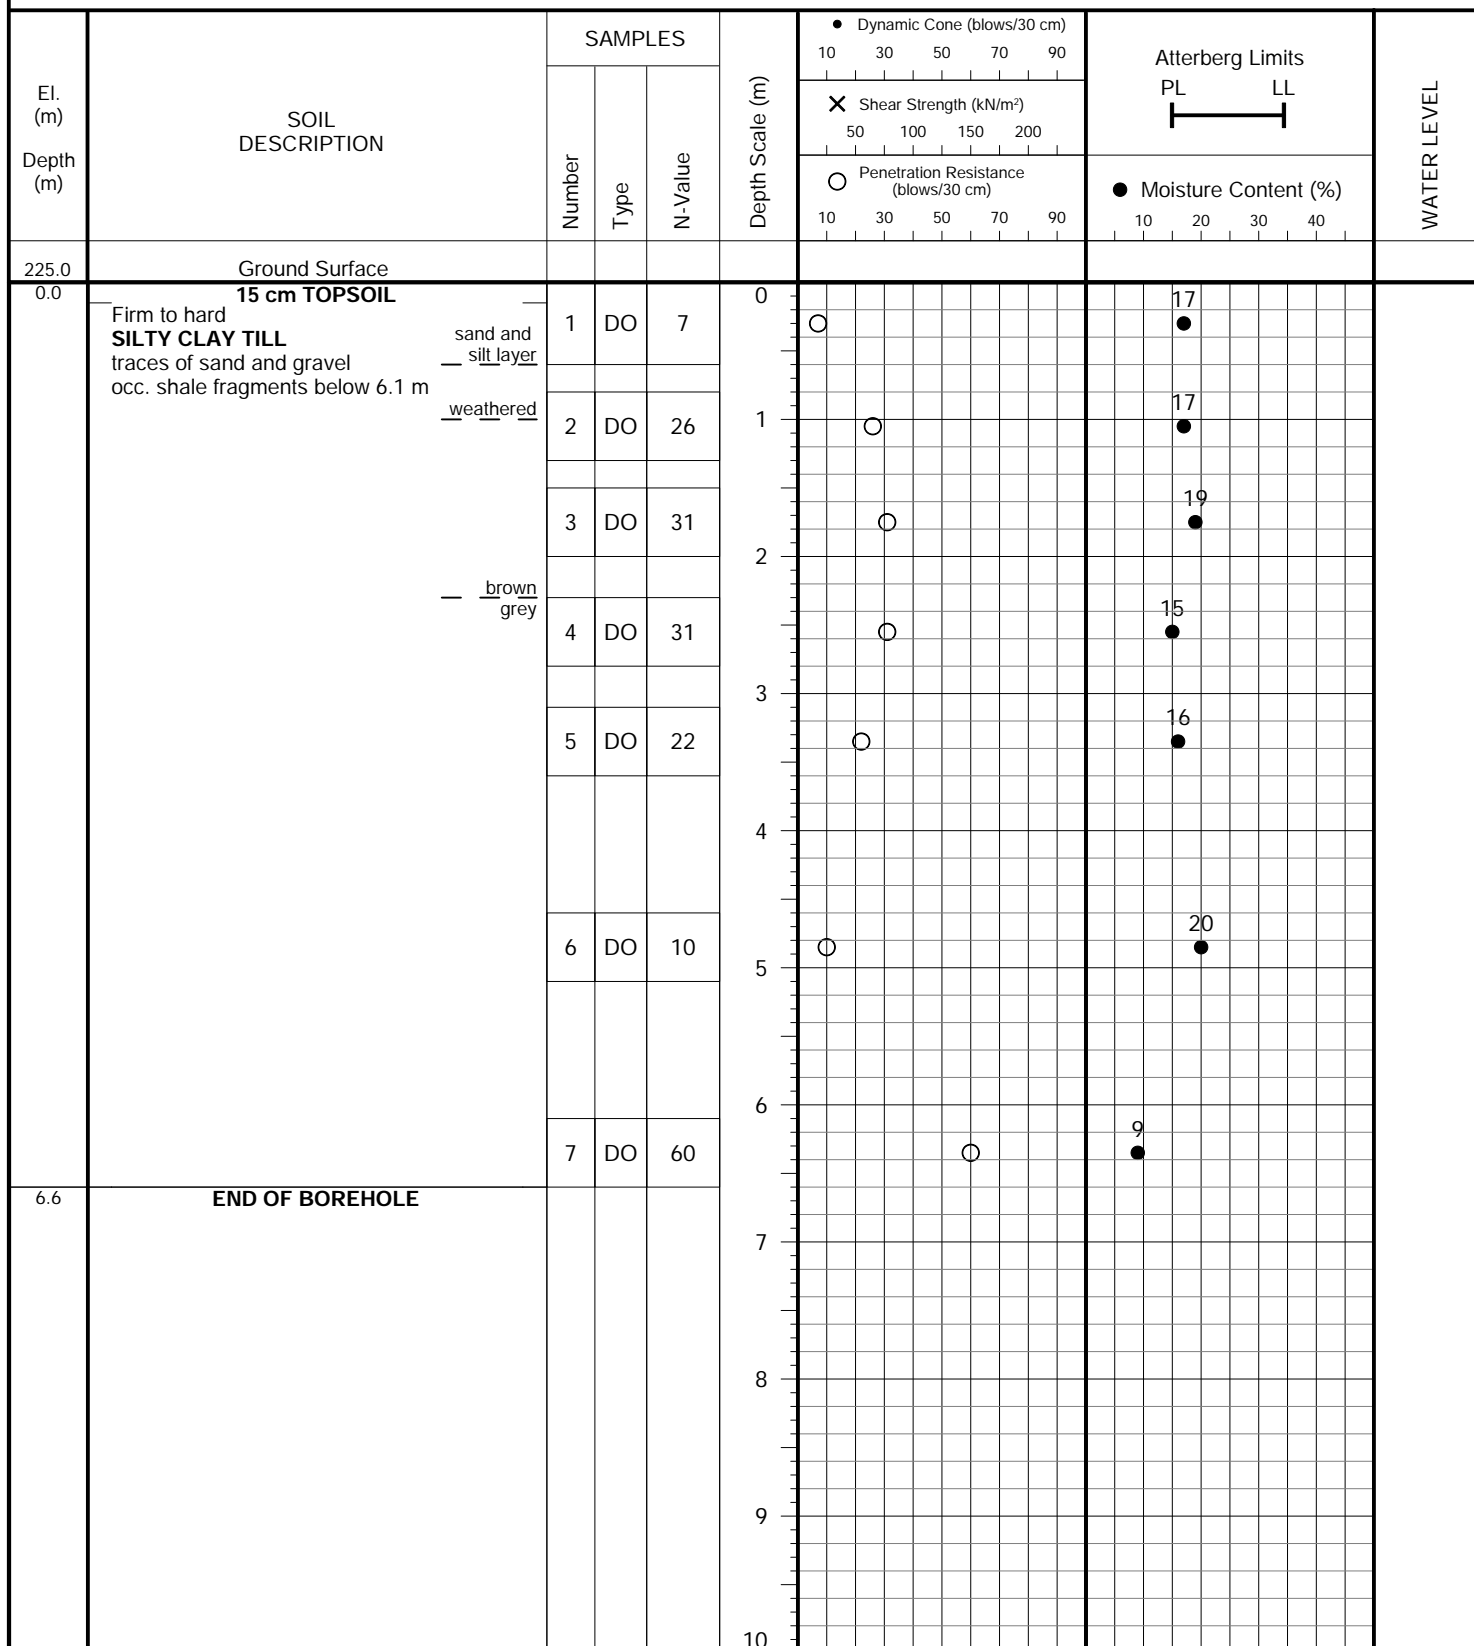 El.
(m)
Depth
(m)
SOIL
DESCRIPTION
SAMPLES
Number
Type
N-Value
Depth Scale (m)
Dynamic Cone (blows/30 cm)
10 30 50 70 90
Shear Strength (kN/m²)
50 100 150 200
Penetration Resistance
(blows/30 cm)
10 30 50 70 90
Atterberg Limits
PL LL
Moisture Content (%)
10 20 30 40
WATER LEVEL
225.0 Ground Surface
0.0 15 cm TOPSOIL 0
Firm to hard
SILTY CLAY TILL
traces of sand and gravel
occ. shale fragments below 6.1 m
sand and
silt layer
1 DO 7 17
weathered
2 DO 26 1 17
3 DO 31 19
2
brown
grey
4 DO 31 15
3
5 DO 22 16
4
6 DO 10 20
5
6
7 DO 60 9
6.6 END OF BOREHOLE
7
8
9
10